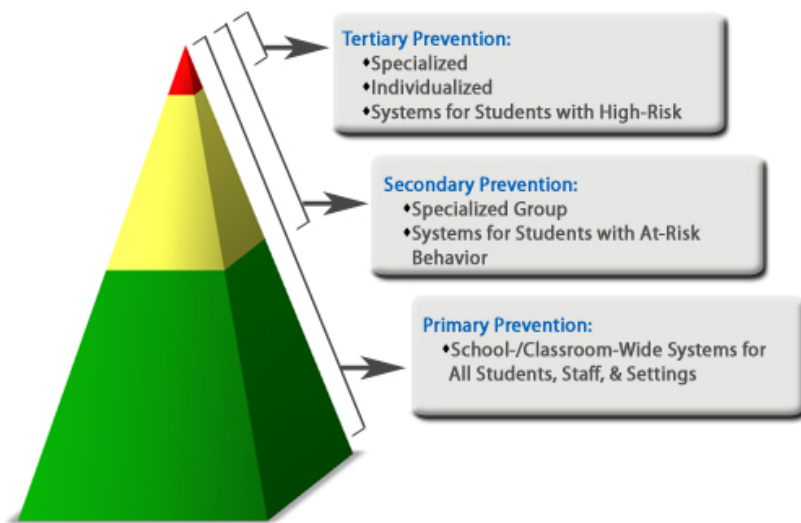 Tertiary Prevention:
♦Specialized
♦Individualized
♦Systems for Students with High-Risk
Secondary Prevention:
♦Specialized Group
♦Systems for Students with At-Risk
Behavior
Primary Prevention:
♦School-/Classroom-Wide Systems for
All Students, Staff, & Settings